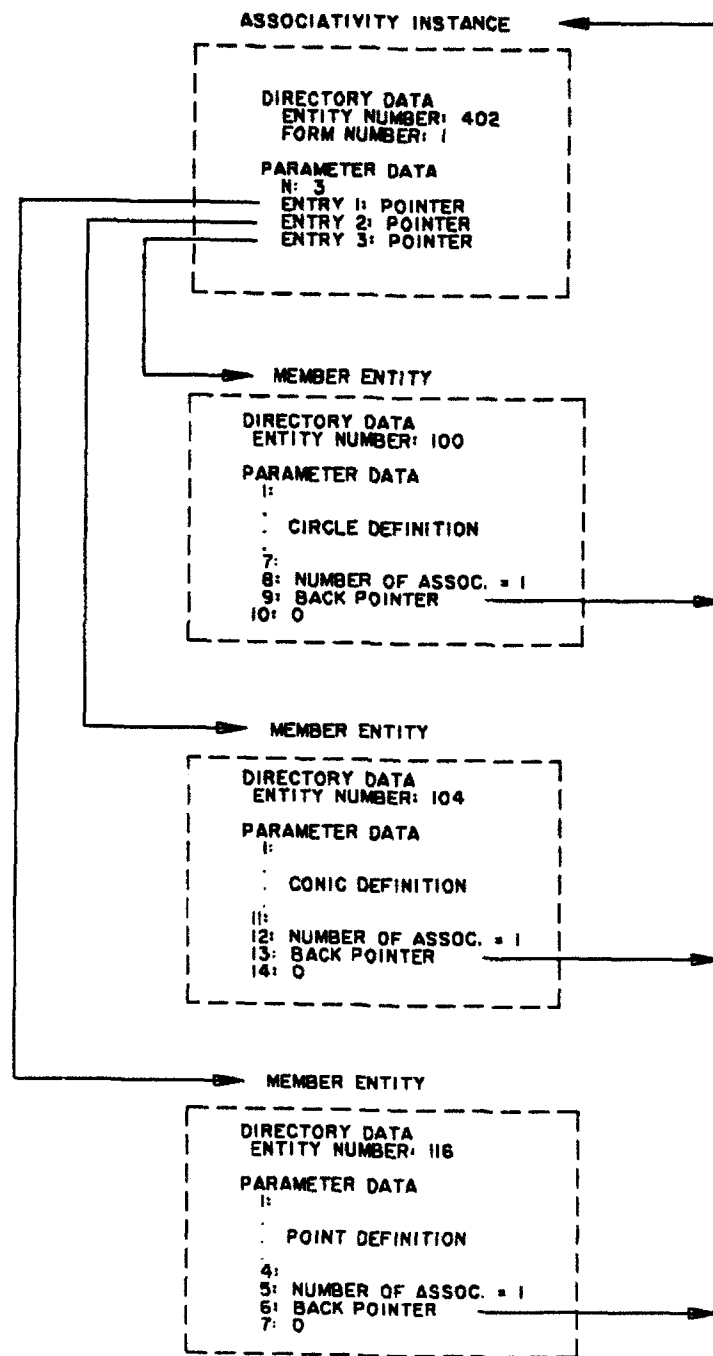 ASSOCIATIVITY INSTANCE
DIRECTORY DATA
ENTITY NUMBER: 402
FORM NUMBER: 1
PARAMETER DATA
N: 3
ENTRY 1: POINTER
ENTRY 2: POINTER
ENTRY 3: POINTER
MEMBER ENTITY
DIRECTORY DATA
ENTITY NUMBER: 100
PARAMETER DATA
1:
.
. CIRCLE DEFINITION
.
7:
8: NUMBER OF ASSOC. = 1
9: BACK POINTER
10: 0
MEMBER ENTITY
DIRECTORY DATA
ENTITY NUMBER: 104
PARAMETER DATA
1:
.
. CONIC DEFINITION
.
11:
12: NUMBER OF ASSOC. = 1
13: BACK POINTER
14: 0
MEMBER ENTITY
DIRECTORY DATA
ENTITY NUMBER: 116
PARAMETER DATA
1:
.
. POINT DEFINITION
.
4:
5: NUMBER OF ASSOC. = 1
6: BACK POINTER
7: 0